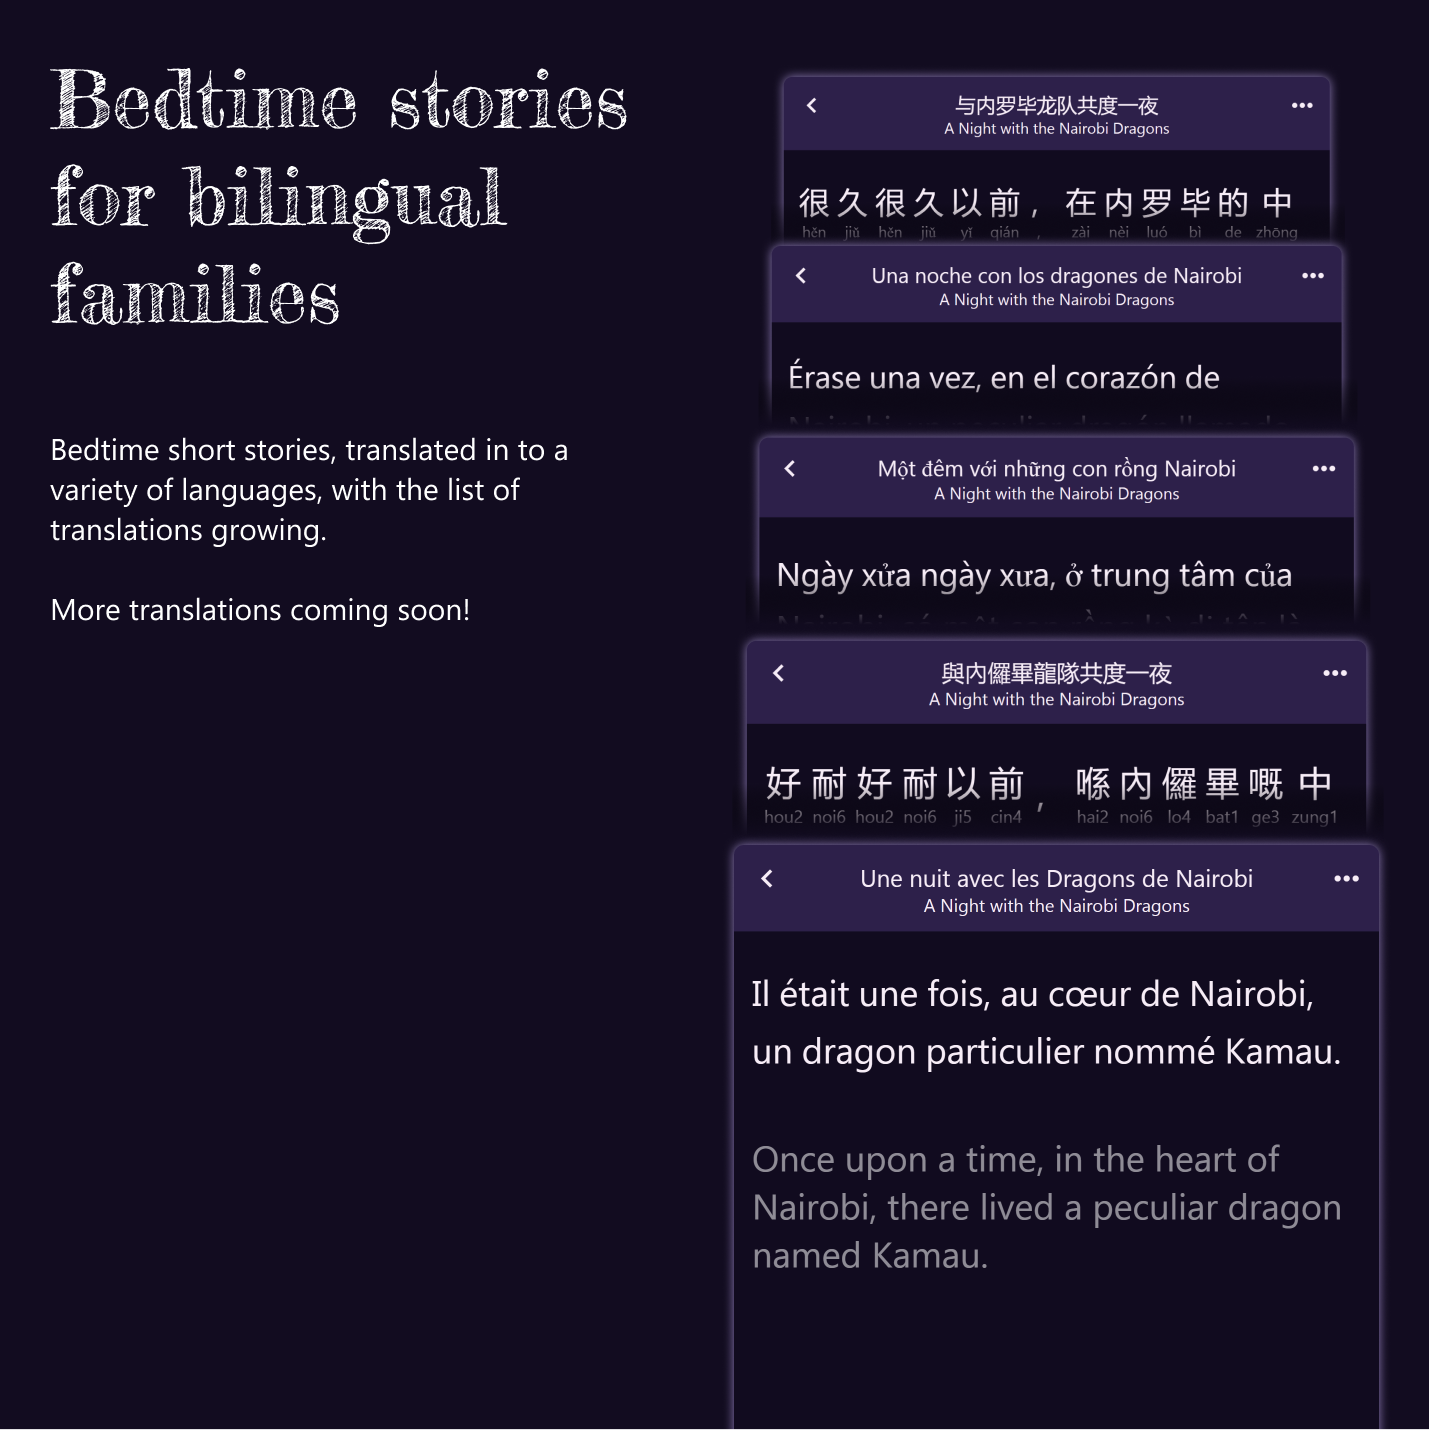 Bedtime stories
for bilingual
families
Bedtime short stories, translated in to a
variety of languages, with the list of
translations growing.
More translations coming soon!
与内罗毕龙队共度一夜
A Night with the Nairobi Dragons
很久很久以前，在内罗毕的中
hěn jiǔ hěn jiǔ yǐ qián , zài nèi luó bì de zhōng
Una noche con los dragones de Nairobi
A Night with the Nairobi Dragons
Érase una vez, en el corazón de
Một đêm với những con rồng Nairobi
A Night with the Nairobi Dragons
Ngày xửa ngày xưa, ở trung tâm của
與內儸畢龍隊共度一夜
A Night with the Nairobi Dragons
好耐好耐以前，喺內儸畢嘅中
hou2 noi6 hou2 noi6 ji5 cin4 hai2 noi6 lo4 bat1 ge3 zung1
Une nuit avec les Dragons de Nairobi
A Night with the Nairobi Dragons
Il était une fois, au cœur de Nairobi,
un dragon particulier nommé Kamau.
Once upon a time, in the heart of
Nairobi, there lived a peculiar dragon
named Kamau.